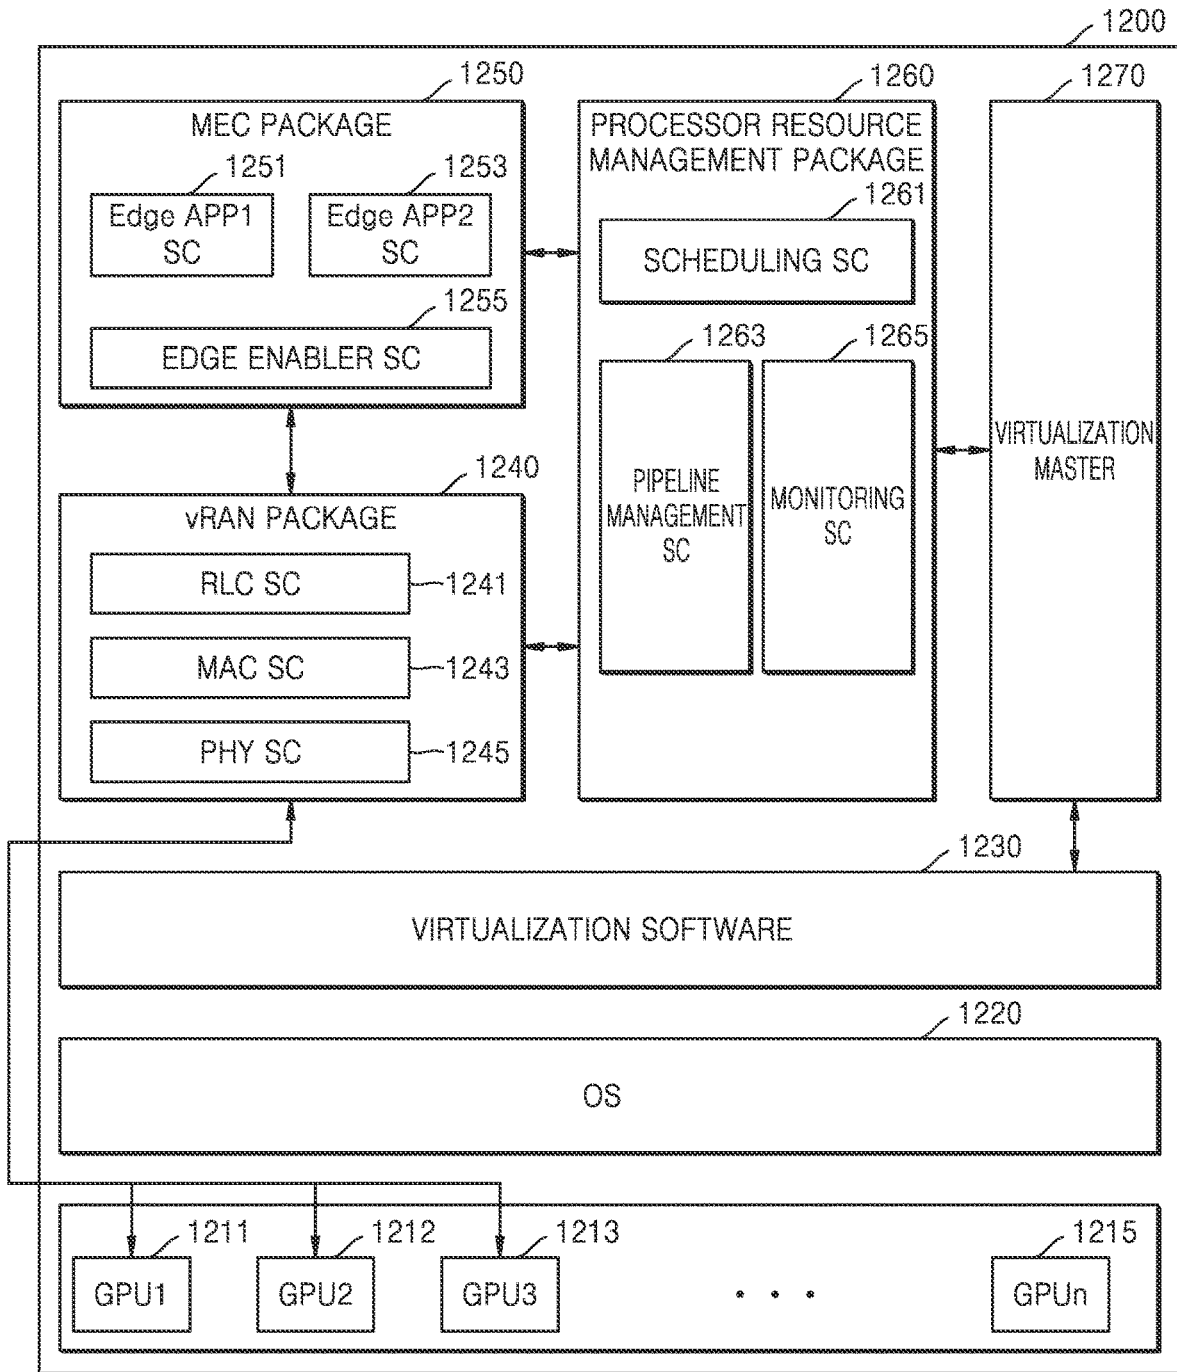 1200
1250
MEC PACKAGE
1251
Edge APP1
SC
1253
Edge APP2
SC
1255
EDGE ENABLER SC
1260
PROCESSOR RESOURCE
MANAGEMENT PACKAGE
1261
SCHEDULING SC
1263
PIPELINE
MANAGEMENT
SC
1265
MONITORING
SC
1270
VIRTUALIZATION
MASTER
1240
vRAN PACKAGE
RLC SC
1241
MAC SC
1243
PHY SC
1245
1230
VIRTUALIZATION SOFTWARE
1220
OS
1211
GPU1
1212
GPU2
1213
GPU3
. . .
1215
GPUn